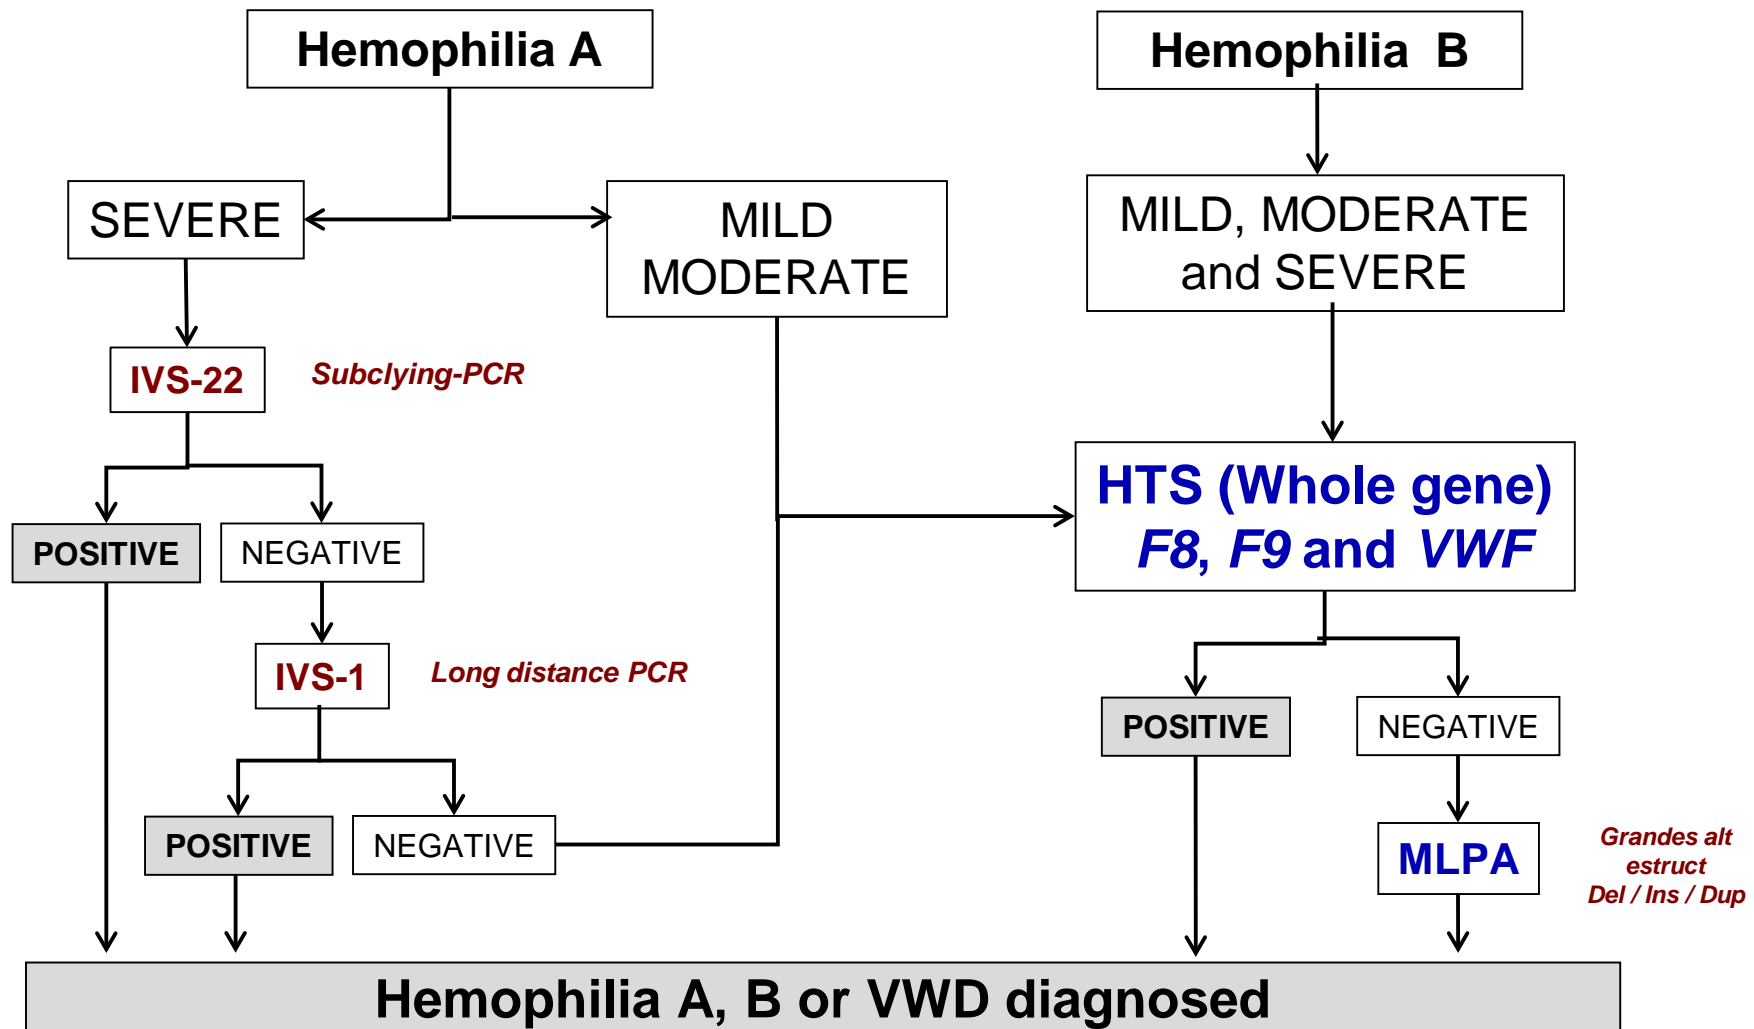 Hemophilia A
Hemophilia B
SEVERE
MILD
MODERATE
MILD, MODERATE
and SEVERE
IVS-22
Subclying-PCR
HTS (Whole gene)
F8, F9 and VWF
POSITIVE
NEGATIVE
IVS-1
Long distance PCR
POSITIVE
NEGATIVE
POSITIVE
NEGATIVE
MLPA
Grandes alt
estruct
Del / Ins / Dup
Hemophilia A, B or VWD diagnosed